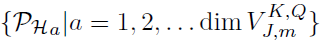 {𝒫_{ℋ_a}|a = 1, 2, … dim V_{J,m}^{K,Q}}